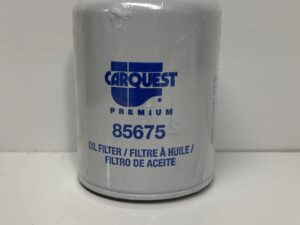 CARQUEST
PREMIUM
85675
OIL FILTER / FILTRE À HUILE /
FILTRO DE ACEITE